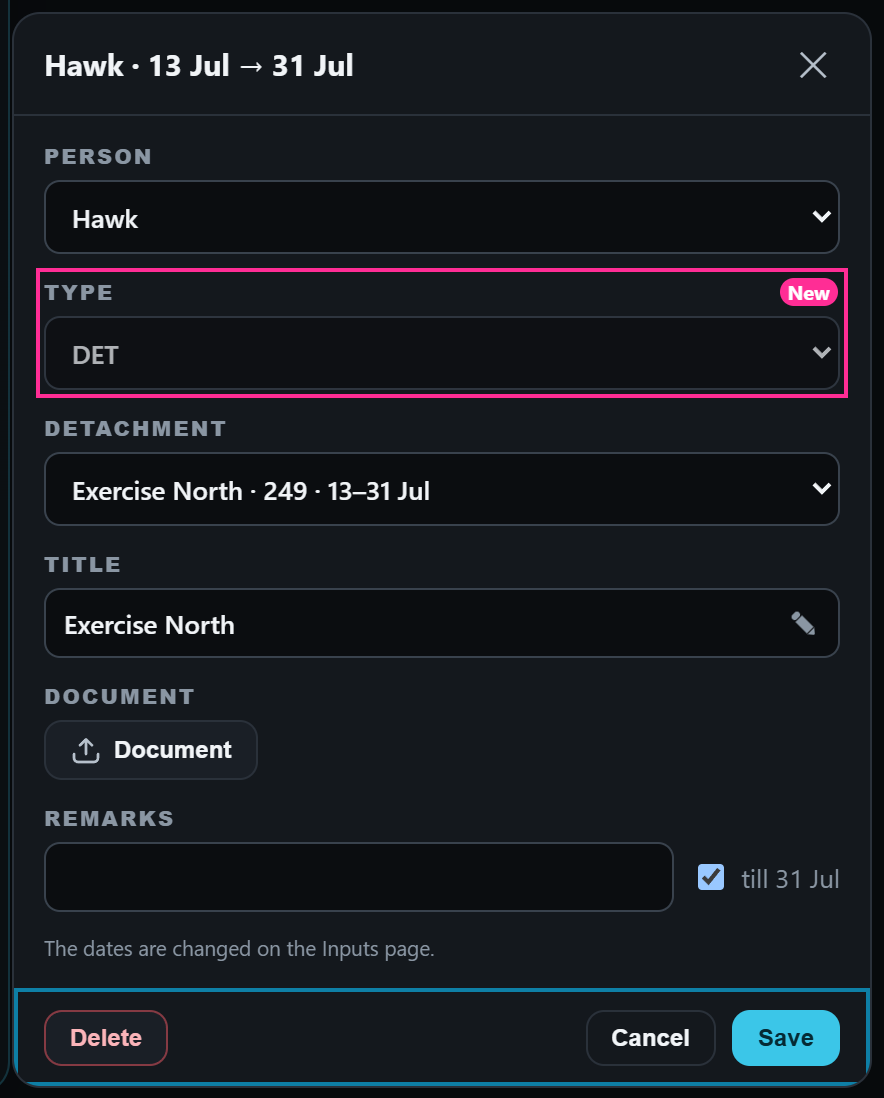 Hawk · 13 Jul → 31 Jul
PERSON
Hawk
TYPE
New
DET
DETACHMENT
Exercise North · 249 · 13–31 Jul
TITLE
Exercise North
DOCUMENT
Document
REMARKS
till 31 Jul
The dates are changed on the Inputs page.
Delete
Cancel
Save